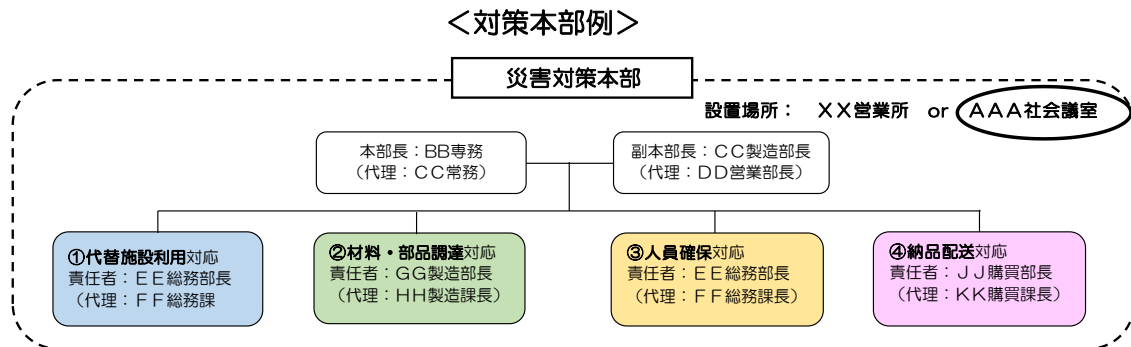 ＜対策本部例＞
災害対策本部
設置場所： ＸＸ営業所 or ＡＡＡ社会議室
本部長：ＢＢ専務
（代理：ＣＣ常務）
副本部長：ＣＣ製造部長
（代理：ＤＤ営業部長）
①代替施設利用対応
責任者：ＥＥ総務部長
（代理：ＦＦ総務課
②材料・部品調達対応
責任者：ＧＧ製造部長
（代理：ＨＨ製造課長）
③人員確保対応
責任者：ＥＥ総務部長
（代理：ＦＦ総務課長）
④納品配送対応
責任者：ＪＪ購買部長
（代理：ＫＫ購買課長）